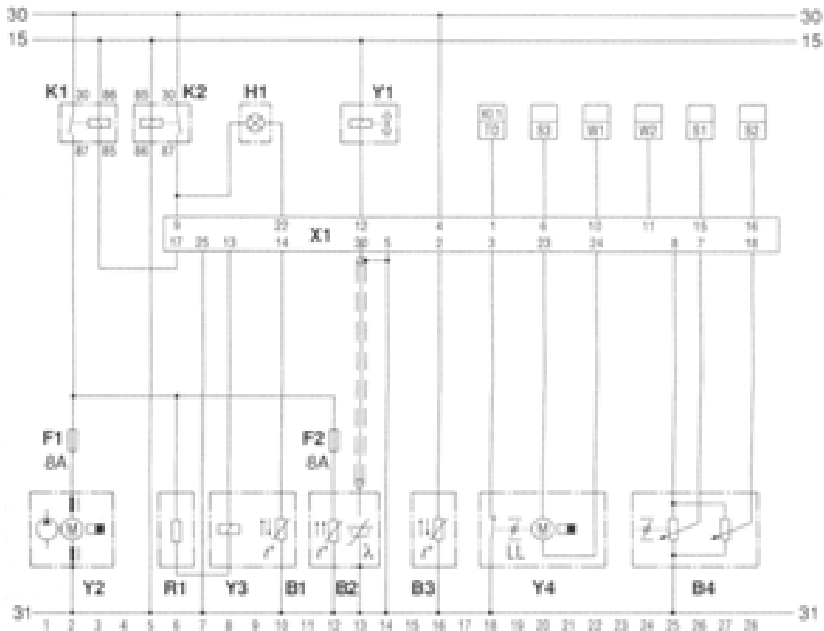 30 30
15 15
K1 30 86 85 30 K2 H1 Y1
87 85 86 87
TD S3 W1 W2 S1 S2
9 22 12 4 1 6 10 11 15 16
X1
17 25 13 14 5 2 3 23 24 8 7 18
F1 F2
8A 8A
M LL M
λ
Y2 R1 Y3 B1 B2 B3 Y4 B4
31 31
1 2 3 4 5 6 7 8 9 10 11 12 13 14 15 16 17 18 19 20 21 22 23 24 25 26 27 28